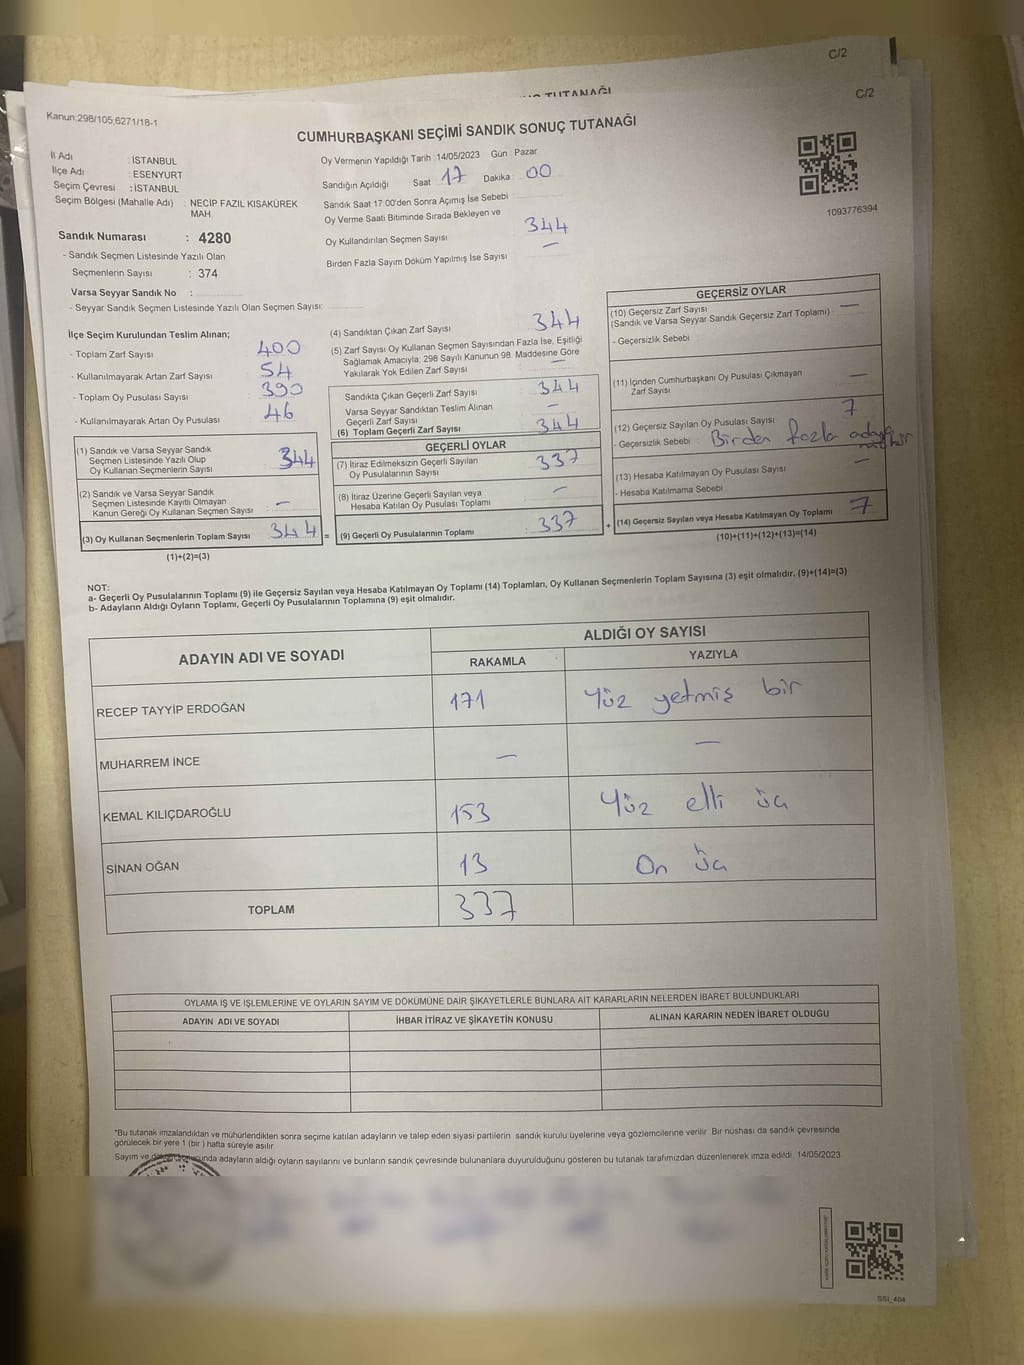 C/2
TUTANAĞI
C/2
Kanun:298/105,6271/18-1
CUMHURBAŞKANI SEÇİMİ SANDIK SONUÇ TUTANAĞI
İl Adı : İSTANBUL
İlçe Adı : ESENYURT
Seçim Çevresi : İSTANBUL
Seçim Bölgesi (Mahalle Adı) : NECİP FAZIL KISAKÜREK
MAH.
Sandık Numarası : 4280
- Sandık Seçmen Listesinde Yazılı Olan
Seçmenlerin Sayısı : 374
Varsa Seyyar Sandık No :
- Seyyar Sandık Seçmen Listesinde Yazılı Olan Seçmen Sayısı:
Oy Vermenin Yapıldığı Tarih :14/05/2023 Gün : Pazar
Sandığın Açıldığı Saat 17 Dakika : 00
Sandık Saat 17:00'den Sonra Açımış İse Sebebi
Oy Verme Saati Bitiminde Sırada Bekleyen ve
Oy Kullandırılan Seçmen Sayısı 344
Birden Fazla Sayım Döküm Yapılmış İse Sayısı —
1093776394
İlçe Seçim Kurulundan Teslim Alınan;
- Toplam Zarf Sayısı 400
- Kullanılmayarak Artan Zarf Sayısı 54
- Toplam Oy Pusulası Sayısı 390
- Kullanılmayarak Artan Oy Pusulası 46
(1) Sandık ve Varsa Seyyar Sandık
Seçmen Listesinde Yazılı Olup
Oy Kullanan Seçmenlerin Sayısı 344
(2) Sandık ve Varsa Seyyar Sandık
Seçmen Listesinde Kayıtlı Olmayan
Kanun Gereği Oy Kullanan Seçmen Sayısı : —
(3) Oy Kullanan Seçmenlerin Toplam Sayısı 344
(1)+(2)=(3)
(4) Sandıktan Çıkan Zarf Sayısı 344
(5) Zarf Sayısı Oy Kullanan Seçmen Sayısından Fazla İse, Eşitliği
Sağlamak Amacıyla, 298 Sayılı Kanunun 98. Maddesine Göre
Yakılarak Yok Edilen Zarf Sayısı —
Sandıkta Çıkan Geçerli Zarf Sayısı 344
Varsa Seyyar Sandıktan Teslim Alınan
Geçerli Zarf Sayısı —
(6) Toplam Geçerli Zarf Sayısı 344
GEÇERLİ OYLAR
(7) İtiraz Edilmeksizin Geçerli Sayılan
Oy Pusulalarının Sayısı 337
(8) İtiraz Üzerine Geçerli Sayılan veya
Hesaba Katılan Oy Pusulası Toplamı —
= (9) Geçerli Oy Pusulalarının Toplamı 337 +
GEÇERSİZ OYLAR
(10) Geçersiz Zarf Sayısı —
(Sandık ve Varsa Seyyar Sandık Geçersiz Zarf Toplamı)
- Geçersizlik Sebebi
(11) İçinden Cumhurbaşkanı Oy Pusulası Çıkmayan
Zarf Sayısı —
(12) Geçersiz Sayılan Oy Pusulası Sayısı 7
- Geçersizlik Sebebi : Birden fazla adaya
(13) Hesaba Katılmayan Oy Pusulası Sayısı —
- Hesaba Katılmama Sebebi
(14) Geçersiz Sayılan veya Hesaba Katılmayan Oy Toplamı 7
(10)+(11)+(12)+(13)=(14)
NOT:
a- Geçerli Oy Pusulalarının Toplamı (9) ile Geçersiz Sayılan veya Hesaba Katılmayan Oy Toplamı (14) Toplamları, Oy Kullanan Seçmenlerin Toplam Sayısına (3) eşit olmalıdır. (9)+(14)=(3)
b- Adayların Aldığı Oyların Toplamı, Geçerli Oy Pusulalarının Toplamına (9) eşit olmalıdır.
ADAYIN ADI VE SOYADI ALDIĞI OY SAYISI
RAKAMLA YAZIYLA
RECEP TAYYİP ERDOĞAN 171 Yüz yetmiş bir
MUHARREM İNCE — —
KEMAL KILIÇDAROĞLU 153 Yüz elli üç
SİNAN OĞAN 13 On üç
TOPLAM 337
OYLAMA İŞ VE İŞLEMLERİNE VE OYLARIN SAYIM VE DÖKÜMÜNE DAİR ŞİKAYETLERLE BUNLARA AİT KARARLARIN NELERDEN İBARET BULUNDUKLARI
ADAYIN ADI VE SOYADI İHBAR İTİRAZ VE ŞİKAYETİN KONUSU ALINAN KARARIN NEDEN İBARET OLDUĞU
*Bu tutanak imzalandıktan ve mühürlendikten sonra seçime katılan adayların ve talep eden siyasi partilerin sandık kurulu üyelerine veya gözlemcilerine verilir. Bir nüshası da sandık çevresinde
görülecek bir yere 1 (bir) hafta süreyle asılır.
Sayım ve adayların aldığı oyların sayılarını ve bunların sandık çevresinde bulunanlara duyurulduğunu gösteren bu tutanak tarafımızdan düzenlenerek imza edildi. 14/05/2023
SSİ_404